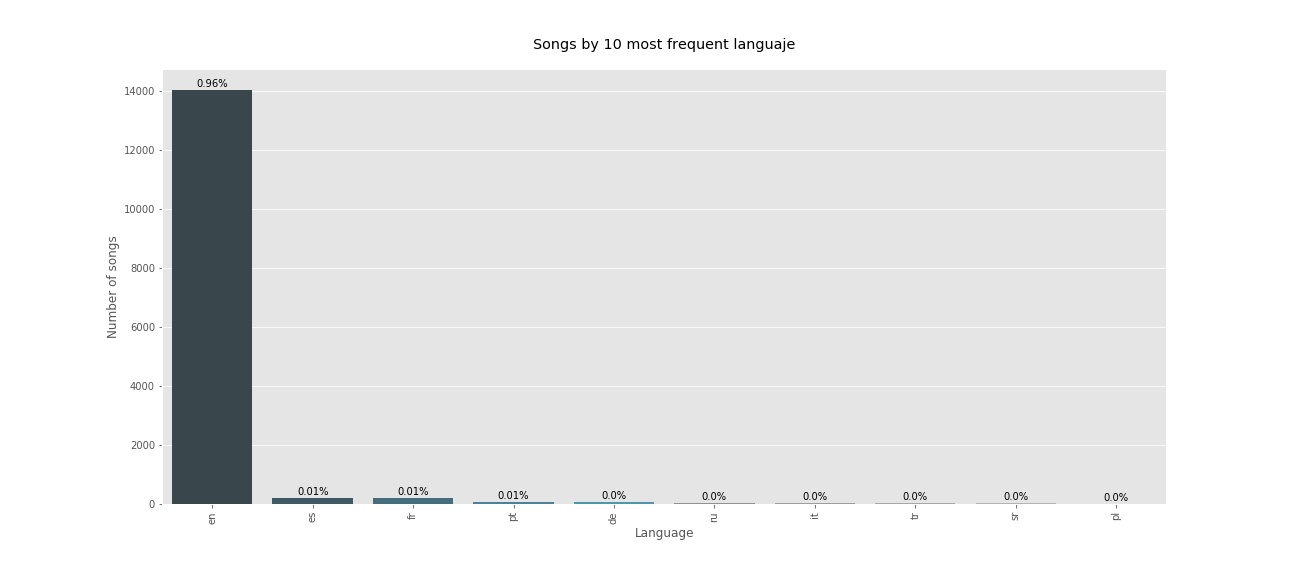 Songs by 10 most frequent languaje
0.96%
14000
12000
10000
8000
6000
4000
2000
0
Number of songs
0.01%
0.01%
0.01%
0.0%
0.0%
0.0%
0.0%
0.0%
0.0%
en
es
fr
pt
de
ru
it
tr
sr
pl
Language